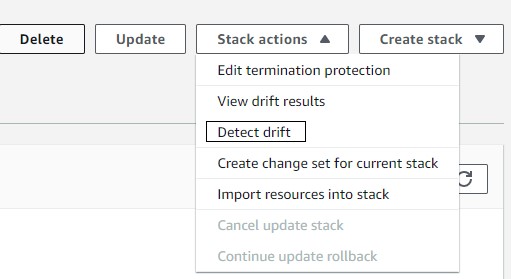 Delete
Update
Stack actions
Create stack
Edit termination protection
View drift results
Detect drift
Create change set for current stack
Import resources into stack
Cancel update stack
Continue update rollback